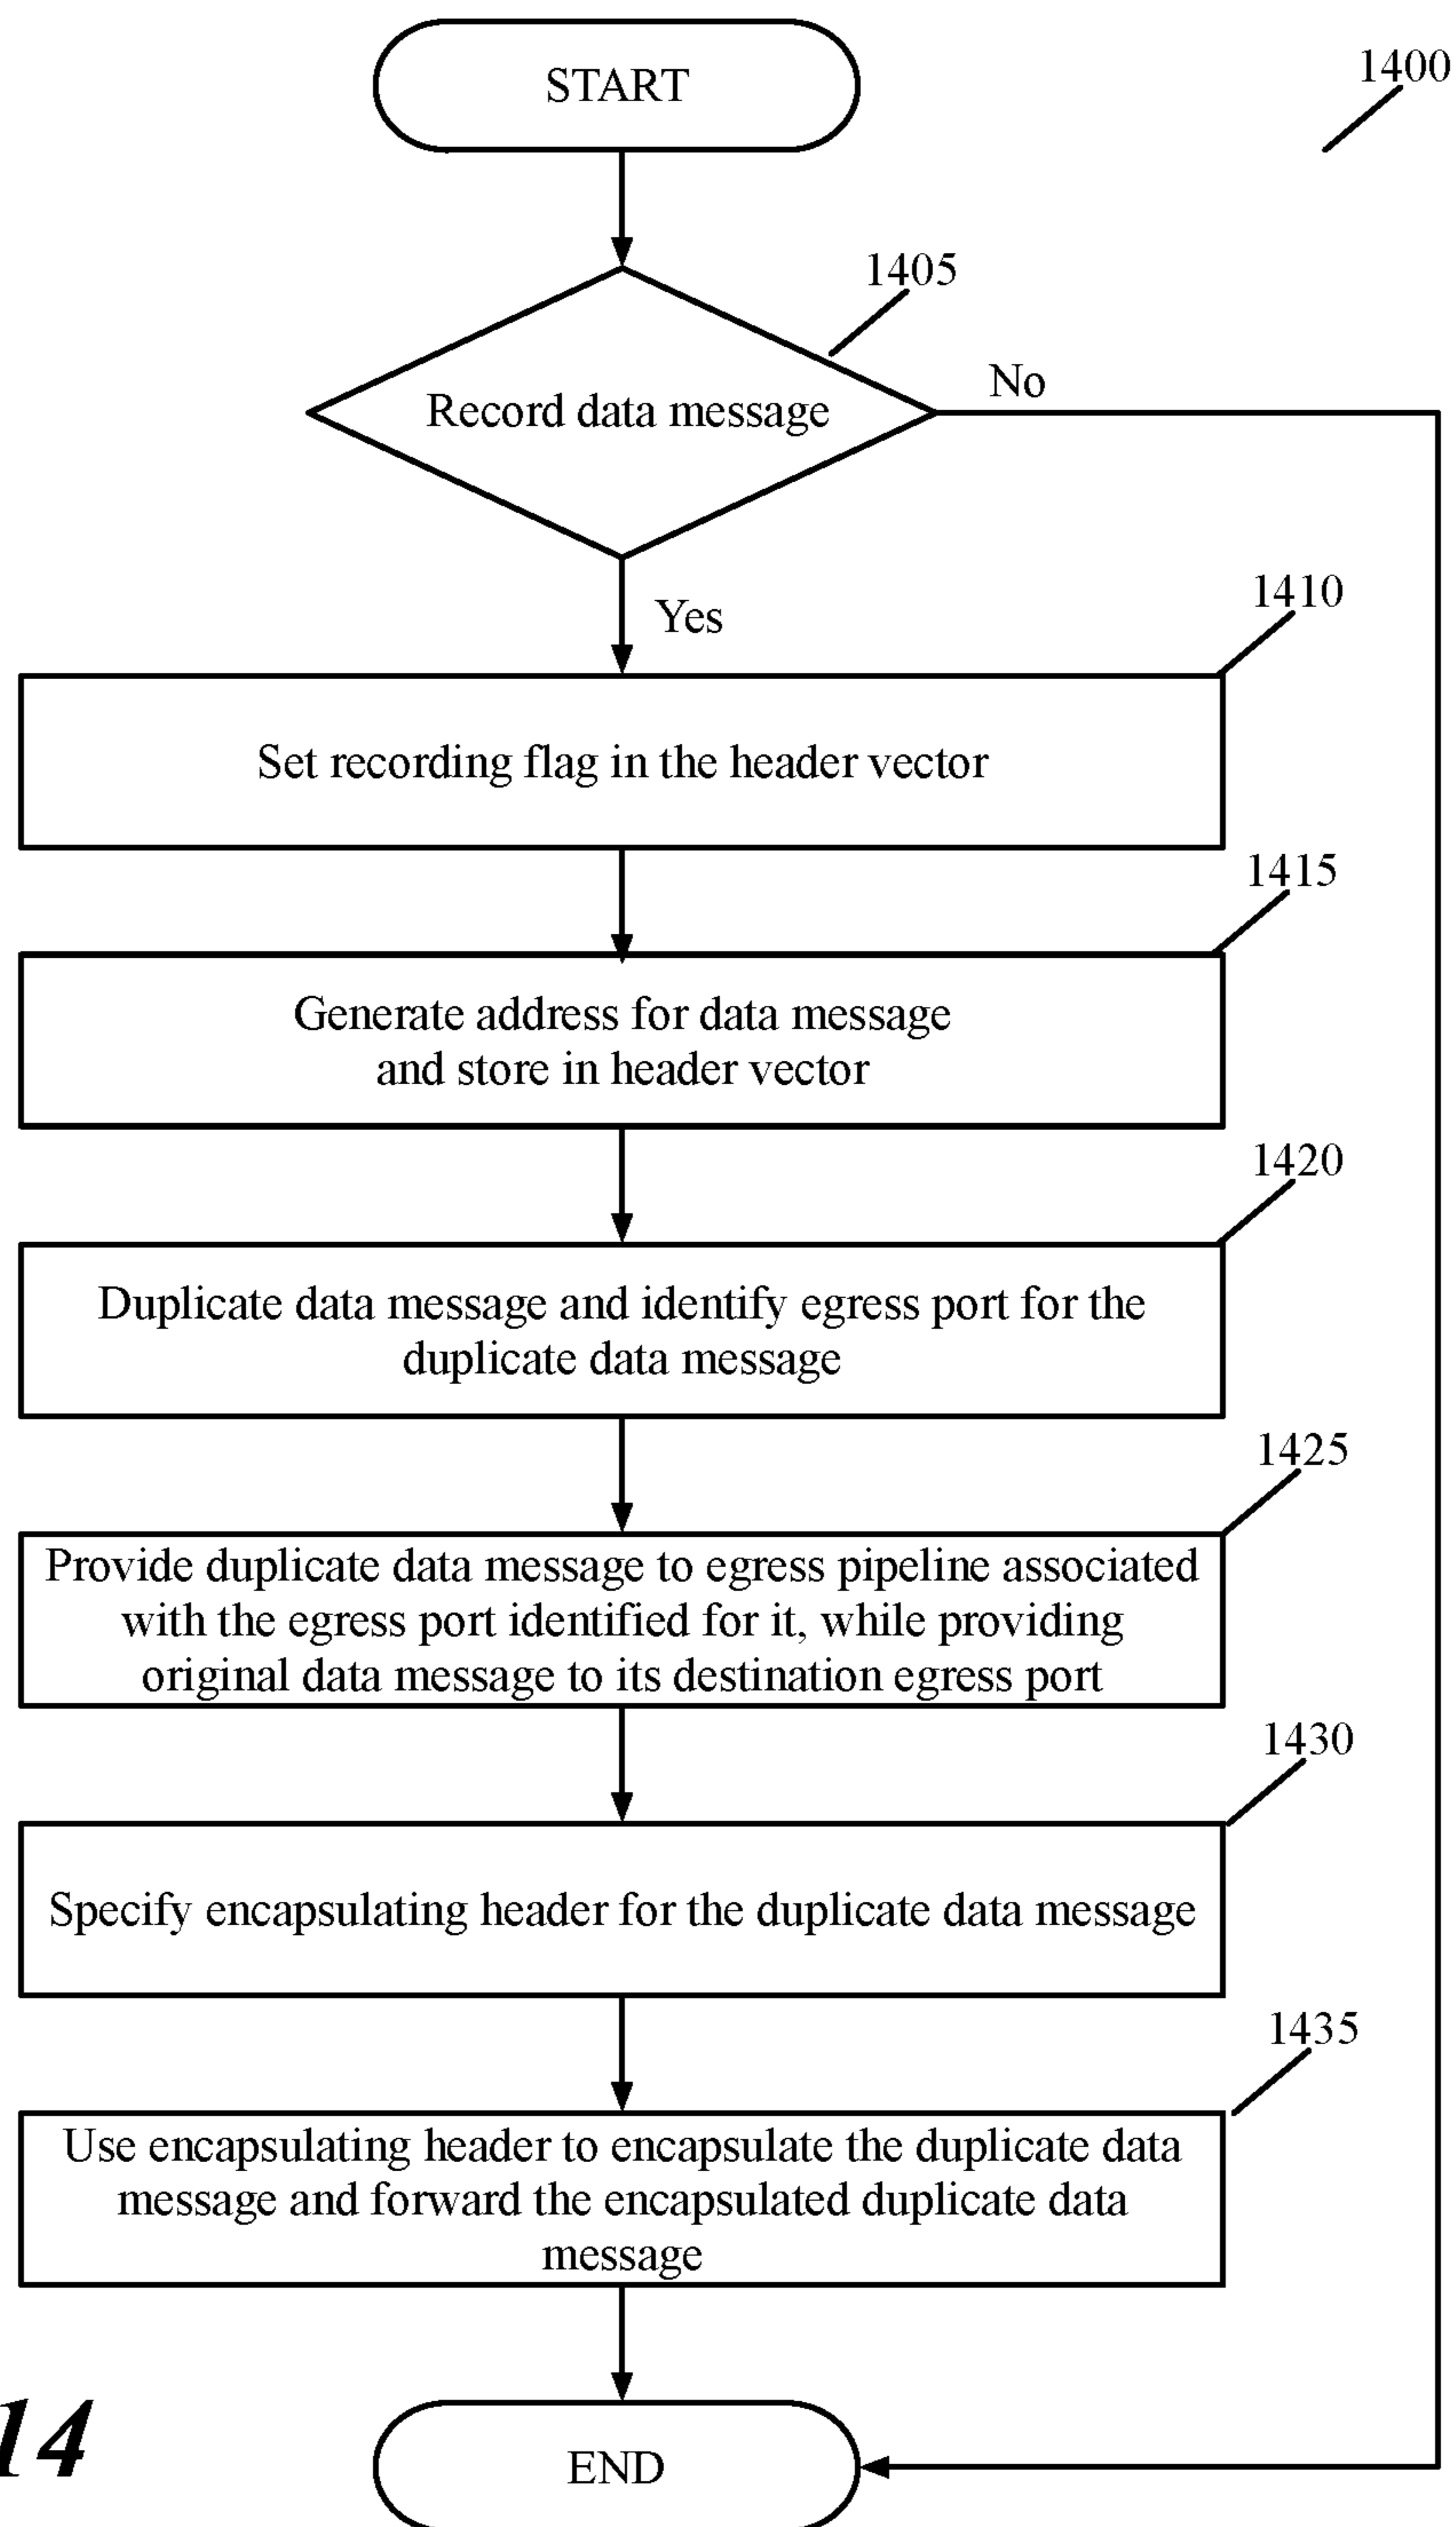 START
1400
1405
Record data message
No
Yes
1410
Set recording flag in the header vector
1415
Generate address for data message
and store in header vector
1420
Duplicate data message and identify egress port for the
duplicate data message
1425
Provide duplicate data message to egress pipeline associated
with the egress port identified for it, while providing
original data message to its destination egress port
1430
Specify encapsulating header for the duplicate data message
1435
Use encapsulating header to encapsulate the duplicate data
message and forward the encapsulated duplicate data
message
14
END